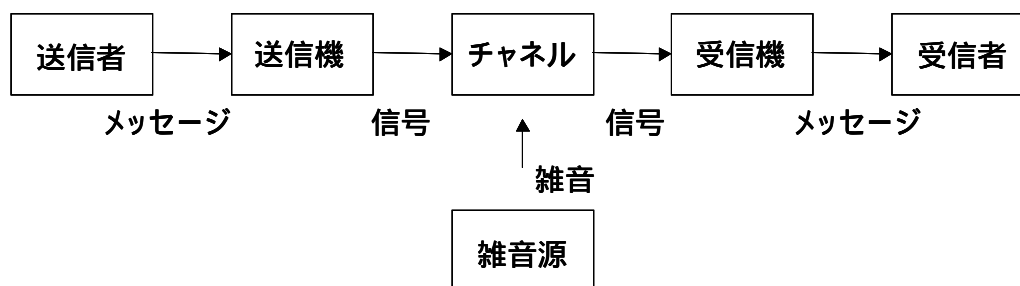 送信者 送信機 チャネル 受信機 受信者
メッセージ 信号 信号 メッセージ
雑音
雑音源